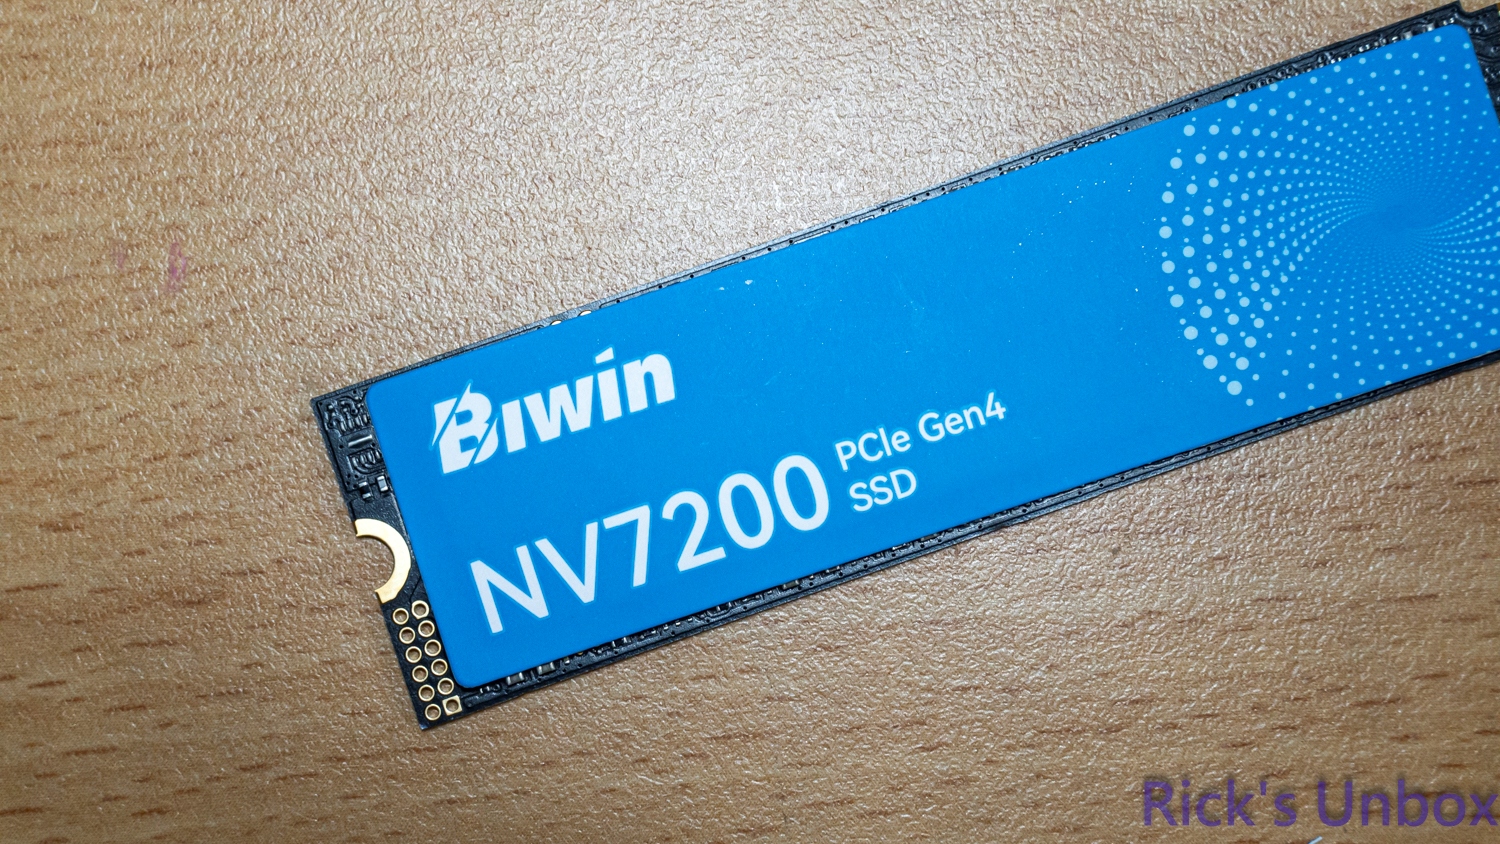 Biwin
NV7200
PCIe Gen4
SSD
Rick's Unbox